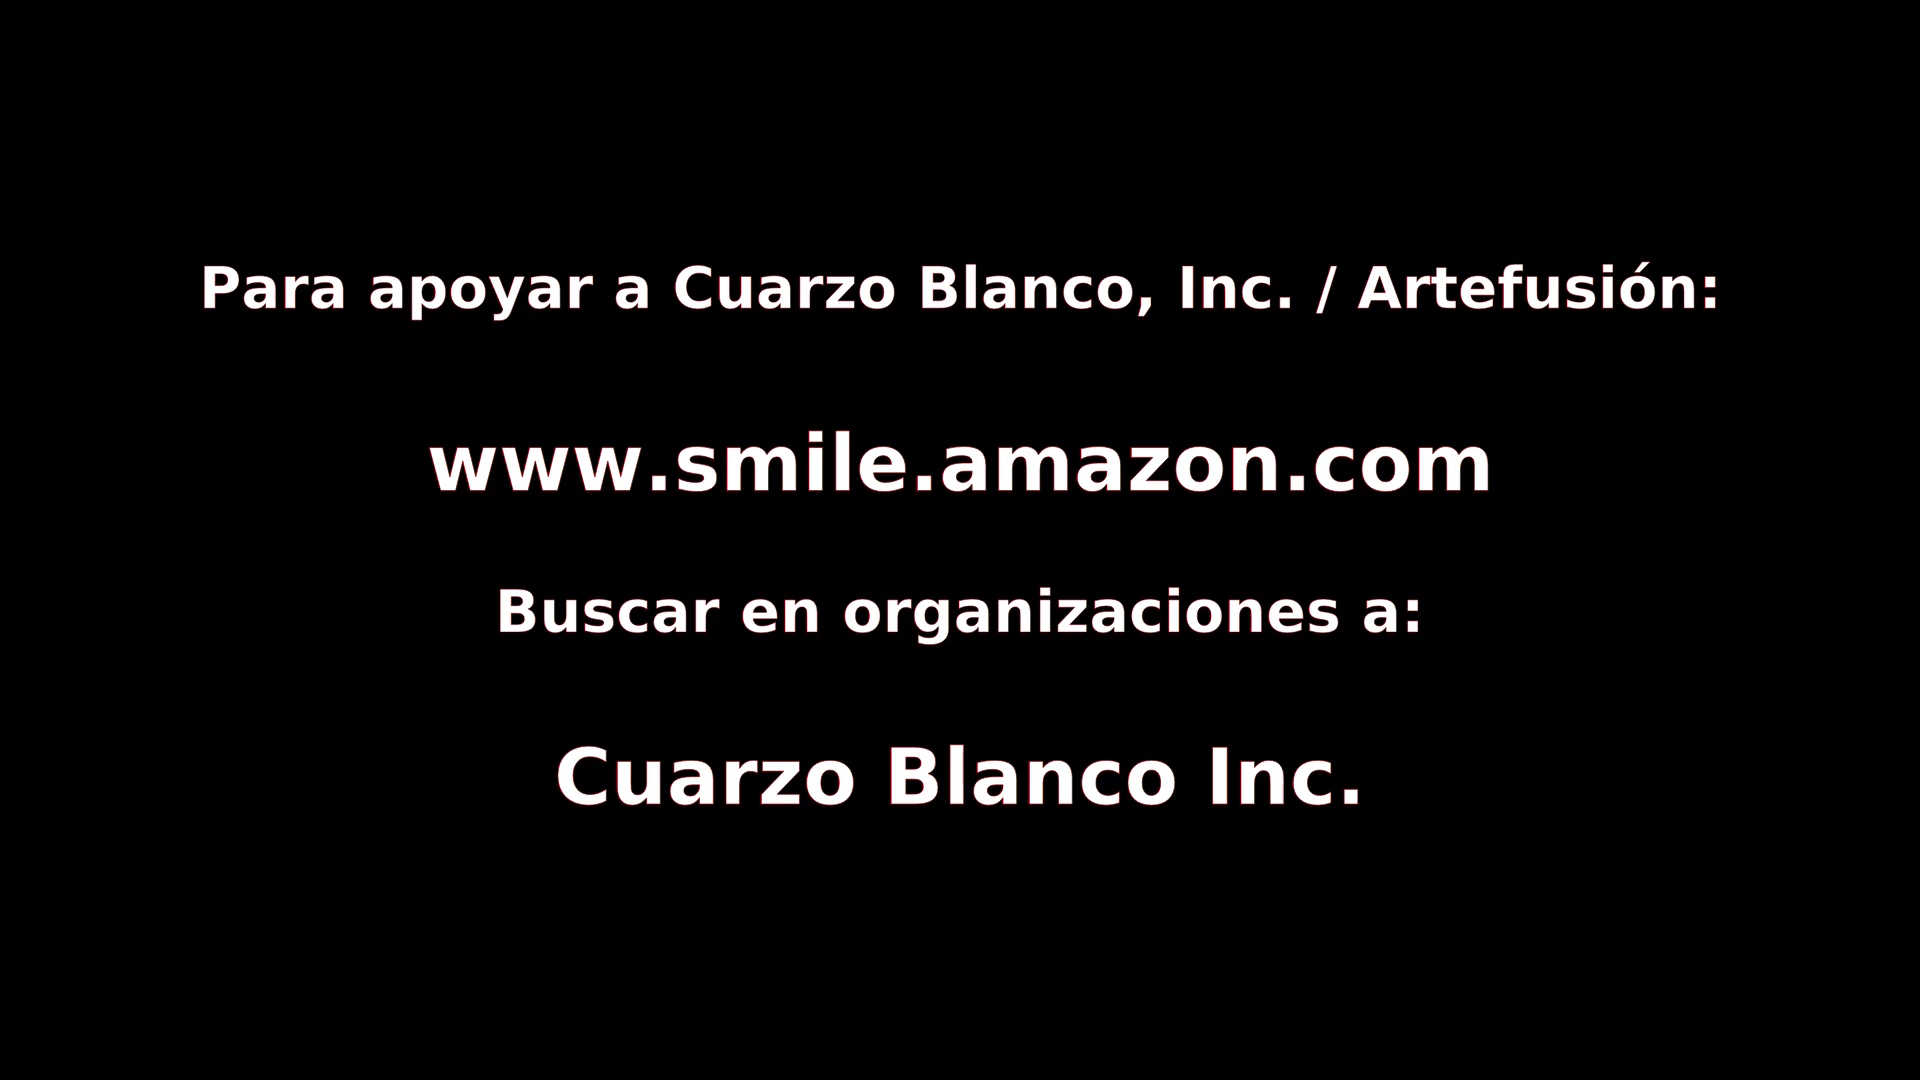 Para apoyar a Cuarzo Blanco, Inc. / Artefusión:
www.smile.amazon.com
Buscar en organizaciones a:
Cuarzo Blanco Inc.